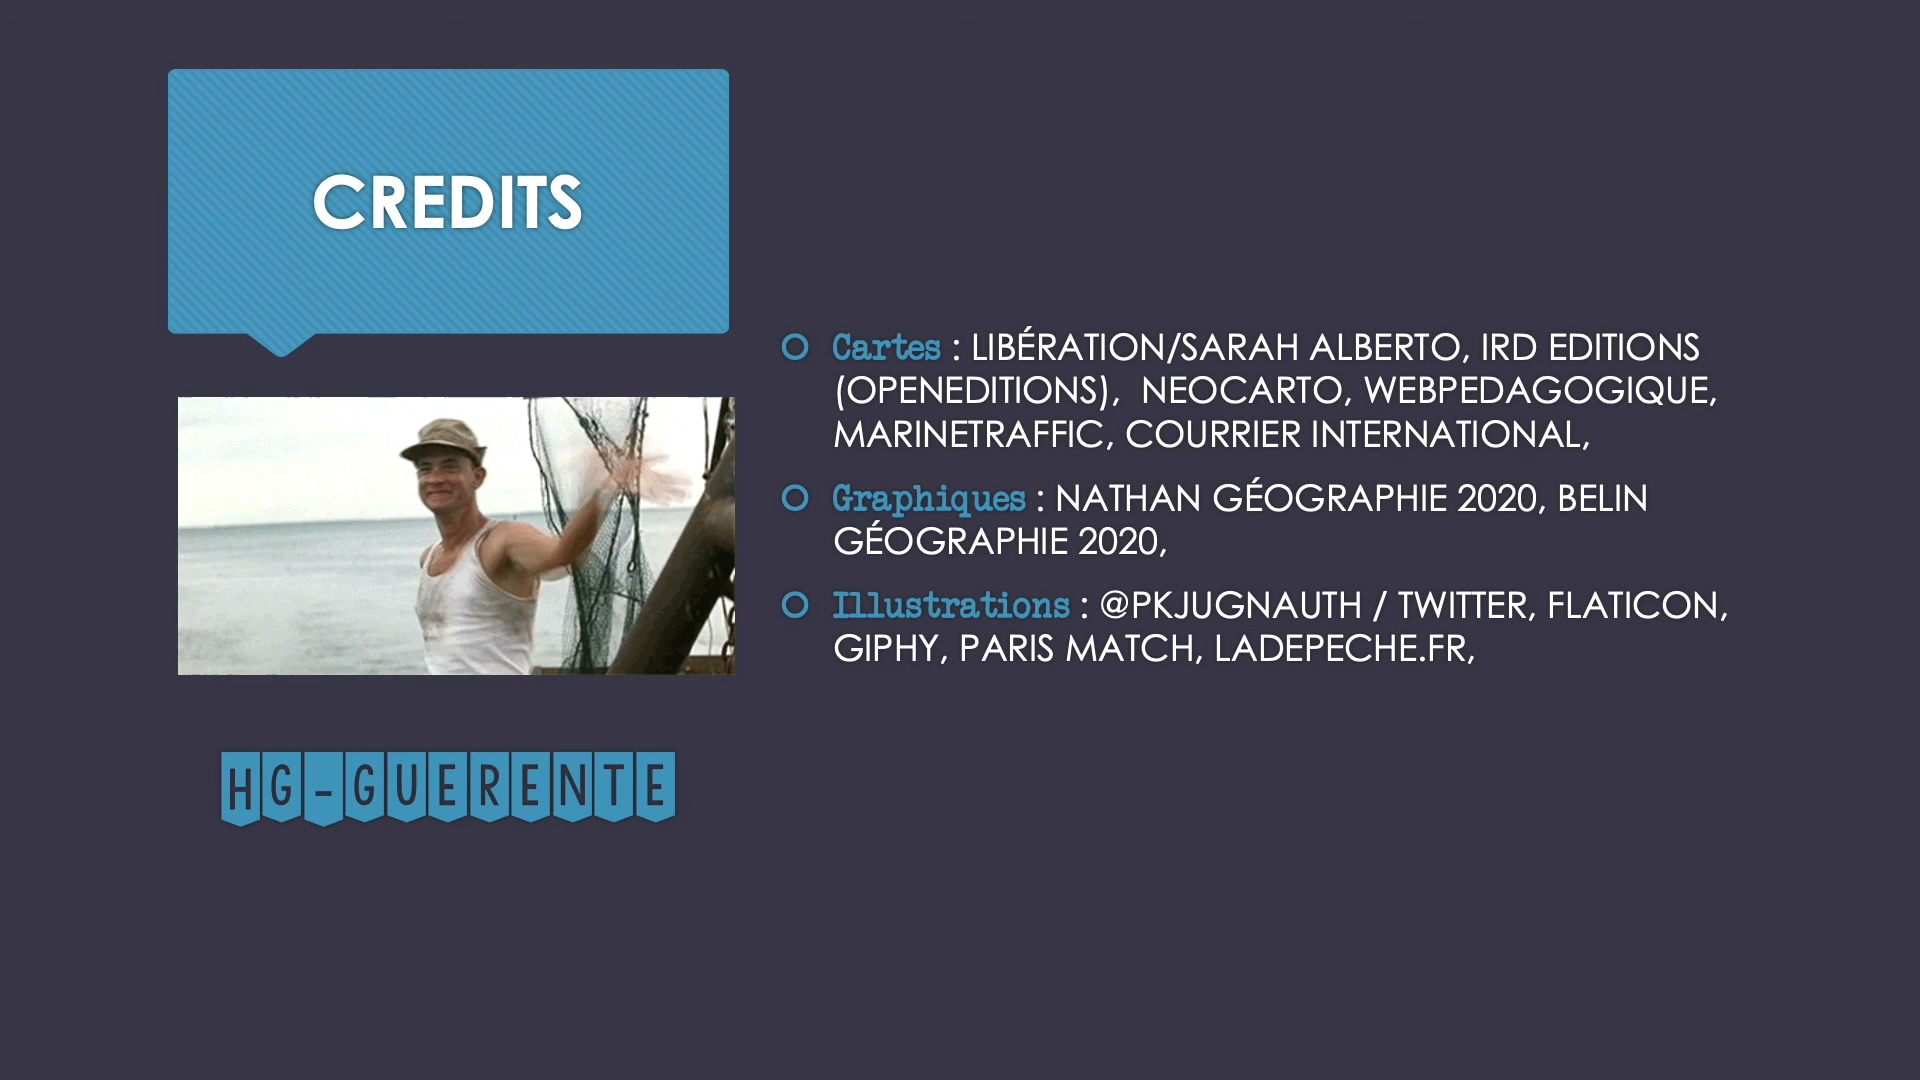 CREDITS
Cartes : LIBÉRATION/SARAH ALBERTO, IRD EDITIONS
(OPENEDITIONS),  NEOCARTO, WEBPEDAGOGIQUE,
MARINETRAFFIC, COURRIER INTERNATIONAL,
Graphiques : NATHAN GÉOGRAPHIE 2020, BELIN
GÉOGRAPHIE 2020,
Illustrations : @PKJUGNAUTH / TWITTER, FLATICON,
GIPHY, PARIS MATCH, LADEPECHE.FR,
HG-GUERENTE